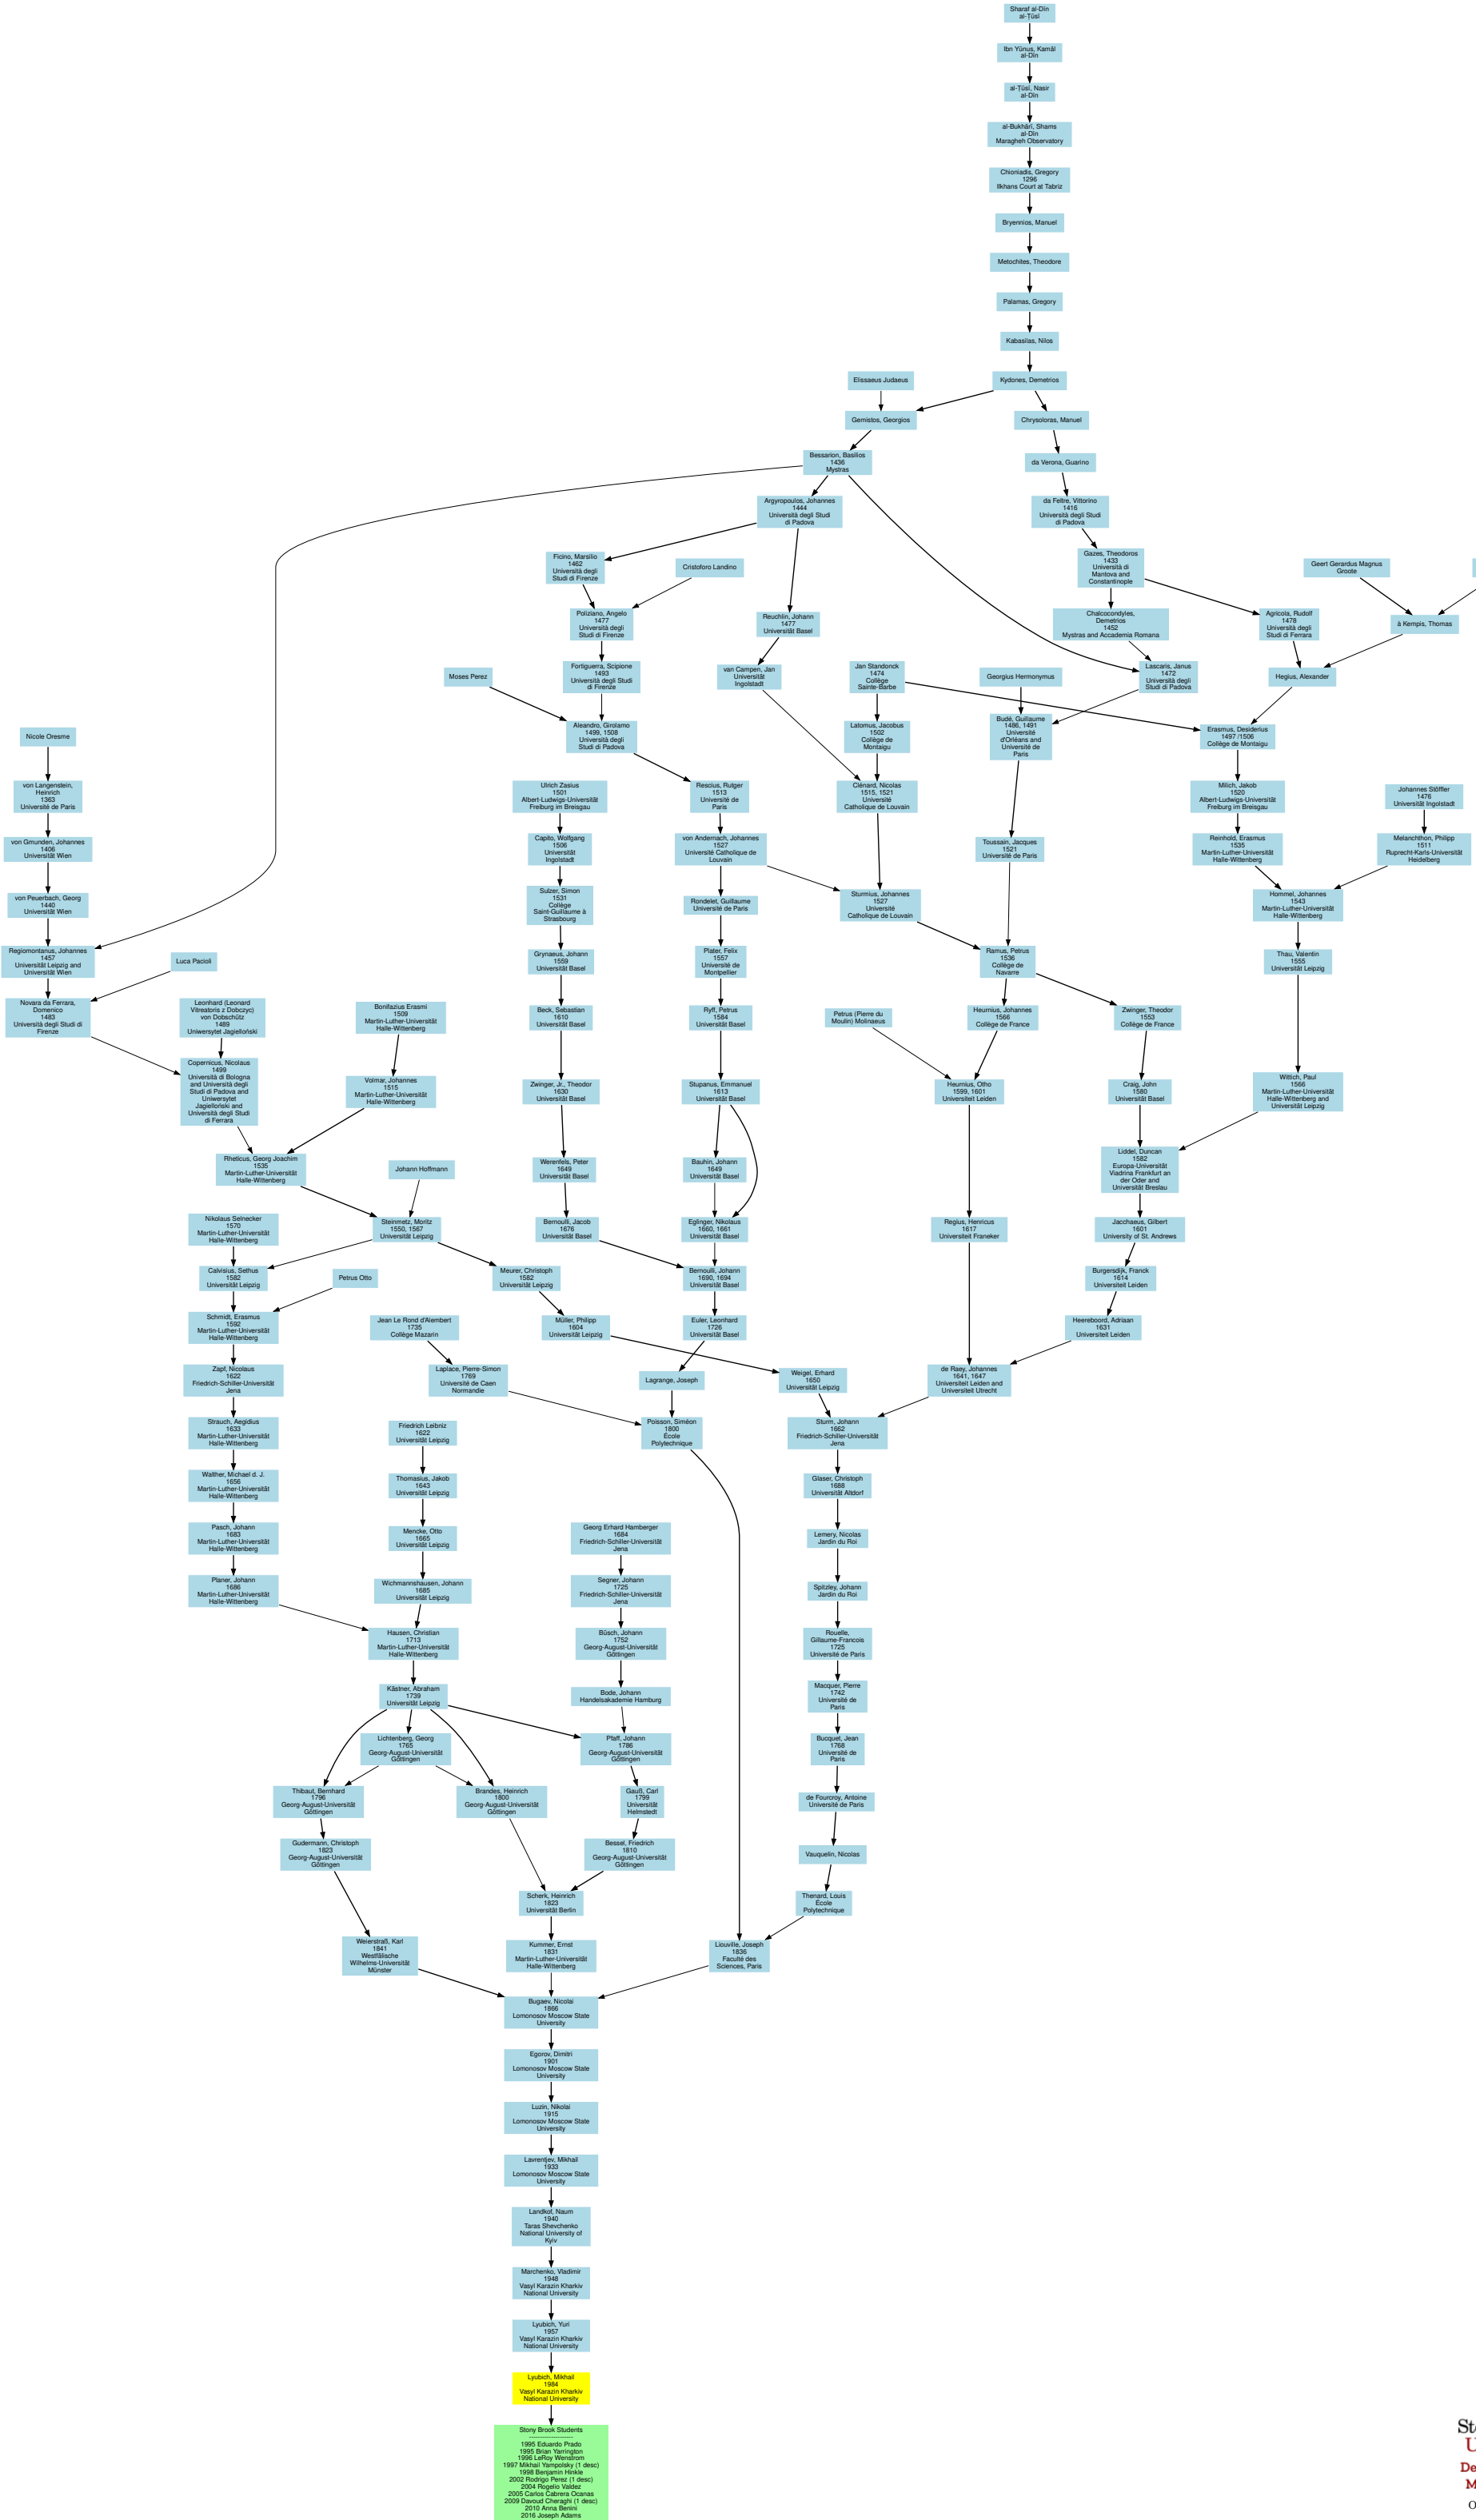 Sharaf al-Dīn
al-Ṭūsī
Ibn Yūnus, Kamāl
al-Dīn
al-Ṭūsī, Nasir
al-Dīn
al-Bukhārī, Shams
al-Dīn
Maragheh Observatory
Chioniadis, Gregory
1296
Ilkhans Court at Tabriz
Bryennios, Manuel
Metochites, Theodore
Palamas, Gregory
Kabasilas, Nilos
Elissaeus Judaeus
Kydones, Demetrios
Gemistos, Georgios
Chrysoloras, Manuel
Bessarion, Basilios
1436
Mystras
da Verona, Guarino
Argyropoulos, Johannes
1444
Università degli Studi
di Padova
da Feltre, Vittorino
1416
Università degli Studi
di Padova
Ficino, Marsilio
1462
Università degli
Studi di Firenze
Cristoforo Landino
Gazes, Theodoros
1433
Università di
Mantova and
Constantinople
Geert Gerardus Magnus
Groote
Poliziano, Angelo
1477
Università degli
Studi di Firenze
Reuchlin, Johann
1477
Universität Basel
Chalcocondyles,
Demetrios
1452
Mystras and Accademia Romana
Agricola, Rudolf
1478
Università degli
Studi di Ferrara
à Kempis, Thomas
Moses Perez
Fortiguerra, Scipione
1493
Università degli Studi
di Firenze
van Campen, Jan
Universität
Ingolstadt
Jan Standonck
1474
Collège
Sainte-Barbe
Georgius Hermonymus
Lascaris, Janus
1472
Università degli
Studi di Padova
Hegius, Alexander
Nicole Oresme
Aleandro, Girolamo
1499, 1508
Università degli
Studi di Padova
Latomus, Jacobus
1502
Collège de
Montaigu
Budé, Guillaume
1486, 1491
Université
d'Orléans and
Université de
Paris
Erasmus, Desiderius
1497 /1506
Collège de Montaigu
von Langenstein,
Heinrich
1363
Université de Paris
Ulrich Zasius
1501
Albert-Ludwigs-Universität
Freiburg im Breisgau
Rescius, Rutger
1513
Université de
Paris
Clénard, Nicolas
1515, 1521
Université
Catholique de Louvain
Milich, Jakob
1520
Albert-Ludwigs-Universität
Freiburg im Breisgau
Johannes Stöffler
1476
Universität Ingolstadt
von Gmunden, Johannes
1406
Universität Wien
Capito, Wolfgang
1506
Universität
Ingolstadt
von Andernach, Johannes
1527
Université Catholique de
Louvain
Toussain, Jacques
1521
Université de Paris
Reinhold, Erasmus
1535
Martin-Luther-Universität
Halle-Wittenberg
Melanchthon, Philipp
1511
Ruprecht-Karls-Universität
Heidelberg
von Peuerbach, Georg
1440
Universität Wien
Sulzer, Simon
1531
Collège
Saint-Guillaume à
Strasbourg
Rondelet, Guillaume
Université de Paris
Sturmius, Johannes
1527
Université
Catholique de Louvain
Hommel, Johannes
1543
Martin-Luther-Universität
Halle-Wittenberg
Regiomontanus, Johannes
1457
Universität Leipzig and
Universität Wien
Luca Pacioli
Grynaeus, Johann
1559
Universität Basel
Plater, Felix
1557
Université de
Montpellier
Ramus, Petrus
1536
Collège de
Navarre
Thau, Valentin
1555
Universität Leipzig
Novara da Ferrara,
Domenico
1483
Università degli Studi di
Firenze
Leonhard (Leonard
Vitreatoris z Dobczyc)
von Dobschütz
1489
Uniwersytet Jagielloński
Bonifazius Erasmi
1509
Martin-Luther-Universität
Halle-Wittenberg
Beck, Sebastian
1610
Universität Basel
Ryff, Petrus
1584
Universität Basel
Petrus (Pierre du
Moulin) Molinaeus
Heurnius, Johannes
1566
Collège de France
Zwinger, Theodor
1553
Collège de France
Copernicus, Nicolaus
1499
Università di Bologna
and Università degli
Studi di Padova and
Uniwersytet
Jagielloński and
Università degli Studi
di Ferrara
Volmar, Johannes
1515
Martin-Luther-Universität
Halle-Wittenberg
Zwinger, Jr., Theodor
1630
Universität Basel
Stupanus, Emmanuel
1613
Universität Basel
Heurnius, Otho
1599, 1601
Universiteit Leiden
Craig, John
1580
Universität Basel
Wittich, Paul
1566
Martin-Luther-Universität
Halle-Wittenberg and
Universität Leipzig
Rheticus, Georg Joachim
1535
Martin-Luther-Universität
Halle-Wittenberg
Johann Hoffmann
Werenfels, Peter
1649
Universität Basel
Bauhin, Johann
1649
Universität Basel
Liddel, Duncan
1582
Europa-Universität
Viadrina Frankfurt an
der Oder and
Universität Breslau
Nikolaus Selnecker
1570
Martin-Luther-Universität
Halle-Wittenberg
Steinmetz, Moritz
1550, 1567
Universität Leipzig
Bernoulli, Jacob
1676
Universität Basel
Eglinger, Nikolaus
1660, 1661
Universität Basel
Regius, Henricus
1617
Universiteit Franeker
Jacchaeus, Gilbert
1601
University of St. Andrews
Calvisius, Sethus
1582
Universität Leipzig
Petrus Otto
Meurer, Christoph
1582
Universität Leipzig
Bernoulli, Johann
1690, 1694
Universität Basel
Burgersdijk, Franck
1614
Universiteit Leiden
Schmidt, Erasmus
1592
Martin-Luther-Universität
Halle-Wittenberg
Jean Le Rond d'Alembert
1735
Collège Mazarin
Müller, Philipp
1604
Universität Leipzig
Euler, Leonhard
1726
Universität Basel
Heereboord, Adriaan
1631
Universiteit Leiden
Zapf, Nicolaus
1622
Friedrich-Schiller-Universität
Jena
Laplace, Pierre-Simon
1769
Université de Caen
Normandie
Lagrange, Joseph
Weigel, Erhard
1650
Universität Leipzig
de Raey, Johannes
1641, 1647
Universiteit Leiden and
Universiteit Utrecht
Strauch, Aegidius
1633
Martin-Luther-Universität
Halle-Wittenberg
Friedrich Leibniz
1622
Universität Leipzig
Poisson, Siméon
1800
École
Polytechnique
Sturm, Johann
1662
Friedrich-Schiller-Universität
Jena
Walther, Michael d. J.
1656
Martin-Luther-Universität
Halle-Wittenberg
Thomasius, Jakob
1643
Universität Leipzig
Glaser, Christoph
1688
Universität Altdorf
Pasch, Johann
1683
Martin-Luther-Universität
Halle-Wittenberg
Mencke, Otto
1665
Universität Leipzig
Georg Erhard Hamberger
1684
Friedrich-Schiller-Universität
Jena
Lemery, Nicolas
Jardin du Roi
Planer, Johann
1686
Martin-Luther-Universität
Halle-Wittenberg
Wichmannshausen, Johann
1685
Universität Leipzig
Segner, Johann
1725
Friedrich-Schiller-Universität
Jena
Spitzley, Johann
Jardin du Roi
Hausen, Christian
1713
Martin-Luther-Universität
Halle-Wittenberg
Büsch, Johann
1752
Georg-August-Universität
Göttingen
Rouelle,
Gillaume-Francois
1725
Université de Paris
Kästner, Abraham
1739
Universität Leipzig
Bode, Johann
Handelsakademie Hamburg
Macquer, Pierre
1742
Université de
Paris
Lichtenberg, Georg
1765
Georg-August-Universität
Göttingen
Pfaff, Johann
1786
Georg-August-Universität
Göttingen
Bucquet, Jean
1768
Université de
Paris
Thibaut, Bernhard
1796
Georg-August-Universität
Göttingen
Brandes, Heinrich
1800
Georg-August-Universität
Göttingen
Gauß, Carl
1799
Universität
Helmstedt
de Fourcroy, Antoine
Université de Paris
Gudermann, Christoph
1823
Georg-August-Universität
Göttingen
Bessel, Friedrich
1810
Georg-August-Universität
Göttingen
Vauquelin, Nicolas
Scherk, Heinrich
1823
Universität Berlin
Thenard, Louis
École
Polytechnique
Weierstraß, Karl
1841
Westfälische
Wilhelms-Universität
Münster
Kummer, Ernst
1831
Martin-Luther-Universität
Halle-Wittenberg
Liouville, Joseph
1836
Faculté des
Sciences, Paris
Bugaev, Nicolai
1866
Lomonosov Moscow State
University
Egorov, Dimitri
1901
Lomonosov Moscow State
University
Luzin, Nikolai
1915
Lomonosov Moscow State
University
Lavrentjev, Mikhail
1933
Lomonosov Moscow State
University
Landkof, Naum
1940
Taras Shevchenko
National University of
Kyiv
Marchenko, Vladimir
1948
Vasyl Karazin Kharkiv
National University
Lyubich, Yuri
1957
Vasyl Karazin Kharkiv
National University
Lyubich, Mikhail
1984
Vasyl Karazin Kharkiv
National University
Stony Brook Students
--------------------
1995 Eduardo Prado
1995 Brian Yarrington
1996 LeRoy Wenstrom
1997 Mikhail Yampolsky (1 desc)
1998 Benjamin Hinkle
2002 Rodrigo Perez (1 desc)
2004 Rogelio Valdez
2005 Carlos Cabrera Ocanas
2009 Davoud Cheraghi (1 desc)
2010 Anna Benini
2016 Joseph Adams